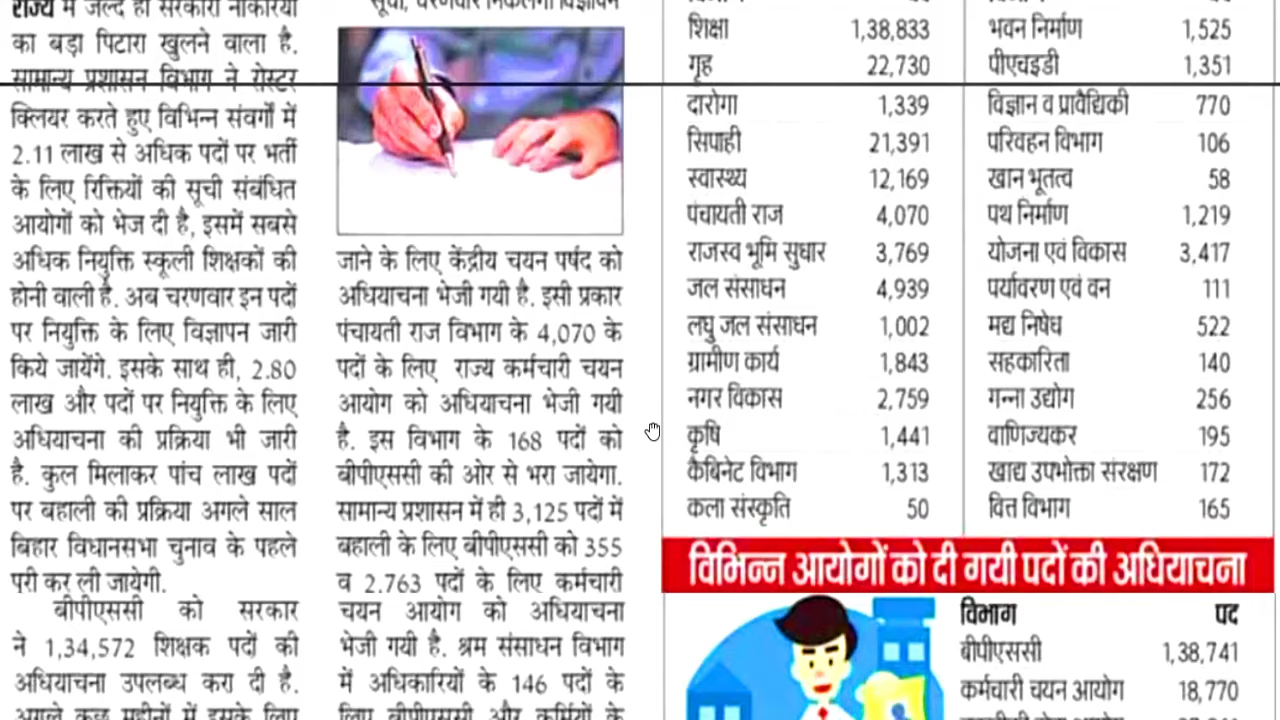 राज्य में जल्द ही सरकारी नौकरियों
का बड़ा पिटारा खुलने वाला है.
सामान्य प्रशासन विभाग ने रोस्टर
क्लियर करते हुए विभिन्न संवर्गों में
2.11 लाख से अधिक पदों पर भर्ती
के लिए रिक्तियों की सूची संबंधित
आयोगों को भेज दी है, इसमें सबसे
अधिक नियुक्ति स्कूली शिक्षकों की
होनी वाली है. अब चरणवार इन पदों
पर नियुक्ति के लिए विज्ञापन जारी
किये जायेंगे. इसके साथ ही, 2.80
लाख और पदों पर नियुक्ति के लिए
अधियाचना की प्रक्रिया भी जारी
है. कुल मिलाकर पांच लाख पदों
पर बहाली की प्रक्रिया अगले साल
बिहार विधानसभा चुनाव के पहले
पूरी कर ली जायेगी.
बीपीएससी को सरकार
ने 1,34,572 शिक्षक पदों की
अधियाचना उपलब्ध करा दी है.
अगले कुछ महीनों में इसके लिए
सूची, चरणवार निकलेगा विज्ञापन
जाने के लिए केंद्रीय चयन पर्षद को
अधियाचना भेजी गयी है. इसी प्रकार
पंचायती राज विभाग के 4,070 के
पदों के लिए राज्य कर्मचारी चयन
आयोग को अधियाचना भेजी गयी
है. इस विभाग के 168 पदों को
बीपीएससी की ओर से भरा जायेगा.
सामान्य प्रशासन में ही 3,125 पदों में
बहाली के लिए बीपीएससी को 355
व 2,763 पदों के लिए कर्मचारी
चयन आयोग को अधियाचना
भेजी गयी है. श्रम संसाधन विभाग
में अधिकारियों के 146 पदों के
लिए बीपीएससी और कर्मियों के
शिक्षा 1,38,833
गृह 22,730
दारोगा 1,339
सिपाही 21,391
स्वास्थ्य 12,169
पंचायती राज 4,070
राजस्व भूमि सुधार 3,769
जल संसाधन 4,939
लघु जल संसाधन 1,002
ग्रामीण कार्य 1,843
नगर विकास 2,759
कृषि 1,441
कैबिनेट विभाग 1,313
कला संस्कृति 50
भवन निर्माण 1,525
पीएचइडी 1,351
विज्ञान व प्रावैद्यिकी 770
परिवहन विभाग 106
खान भूतत्व 58
पथ निर्माण 1,219
योजना एवं विकास 3,417
पर्यावरण एवं वन 111
मद्य निषेध 522
सहकारिता 140
गन्ना उद्योग 256
वाणिज्यकर 195
खाद्य उपभोक्ता संरक्षण 172
वित्त विभाग 165
विभिन्न आयोगों को दी गयी पदों की अधियाचना
विभाग पद
बीपीएससी 1,38,741
कर्मचारी चयन आयोग 18,770